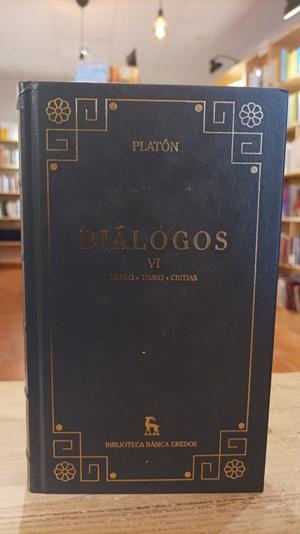 PLATÓN
DIÁLOGOS
VI
FILEBO • TIMEO • CRITIAS
BIBLIOTECA BÁSICA GREDOS